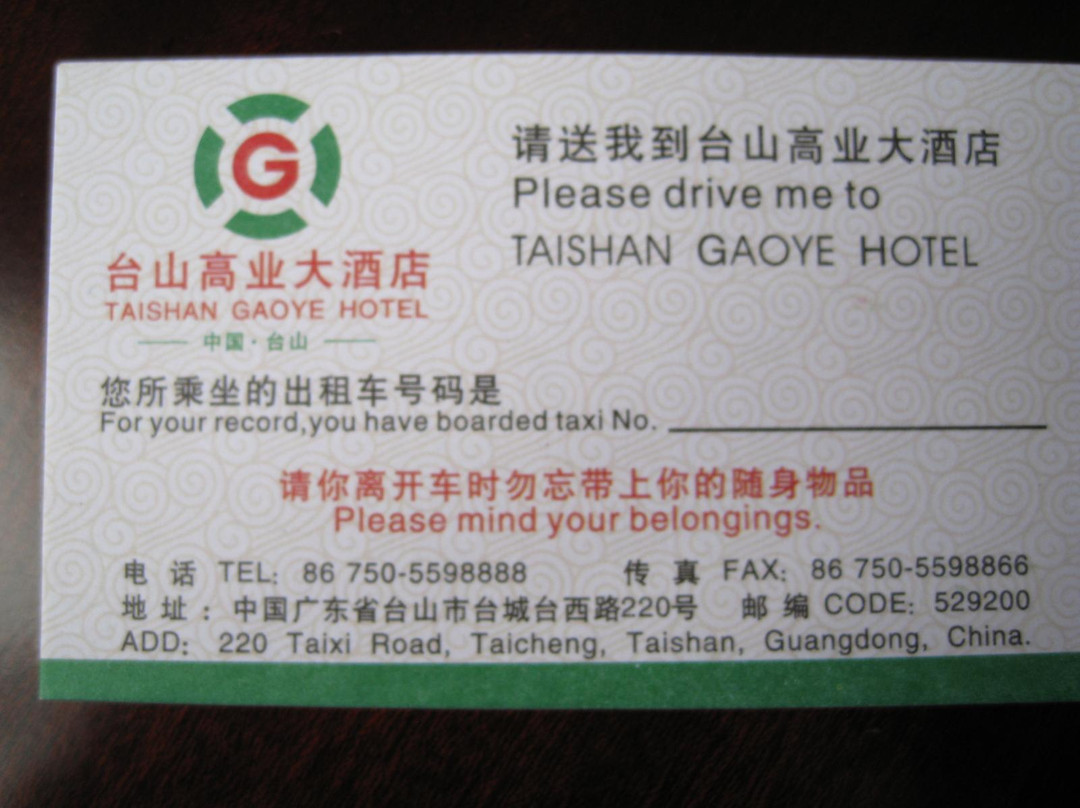 G
台山高业大酒店
TAISHAN GAOYE HOTEL
中国·台山
请送我到台山高业大酒店
Please drive me to
TAISHAN GAOYE HOTEL
您所乘坐的出租车号码是
For your record,you have boarded taxi No.
请你离开车时勿忘带上你的随身物品
Please mind your belongings.
电 话 TEL: 86 750-5598888 传 真 FAX: 86 750-5598866
地 址 : 中国广东省台山市台城台西路220号 邮 编 CODE: 529200
ADD: 220 Taixi Road, Taicheng, Taishan, Guangdong, China.